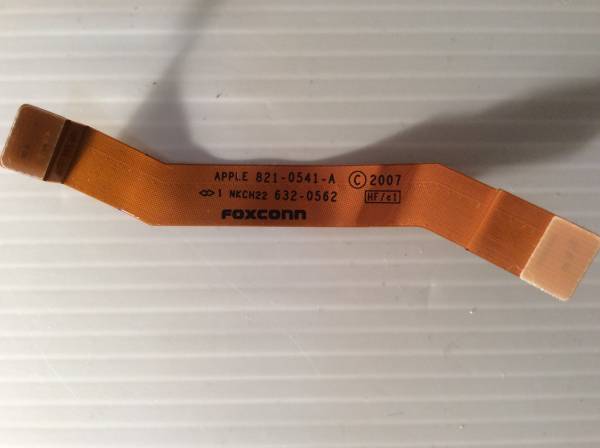 APPLE 821-0541-A Ⓒ 2007
1 NKCH22 632-0562 HF/e1
FOXCONN